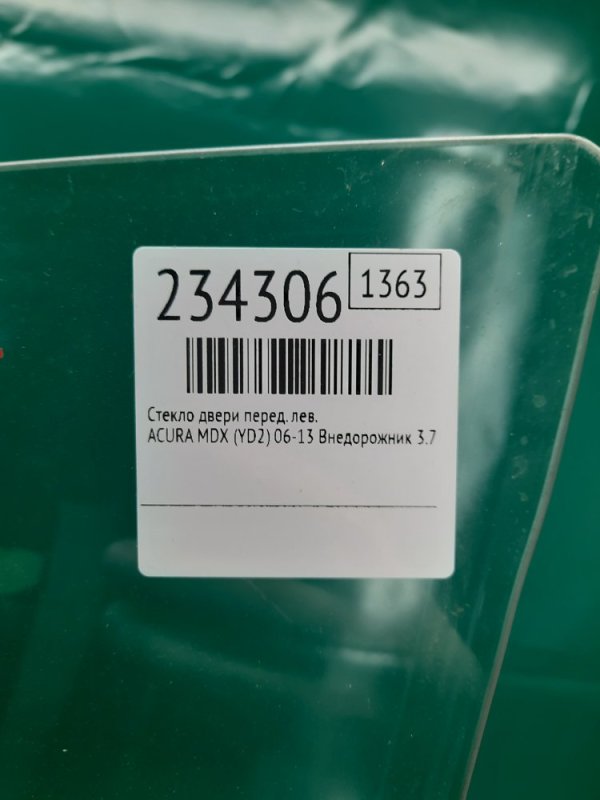 234306 1363
Стекло двери перед. лев.
ACURA MDX (YD2) 06-13 Внедорожник 3.7